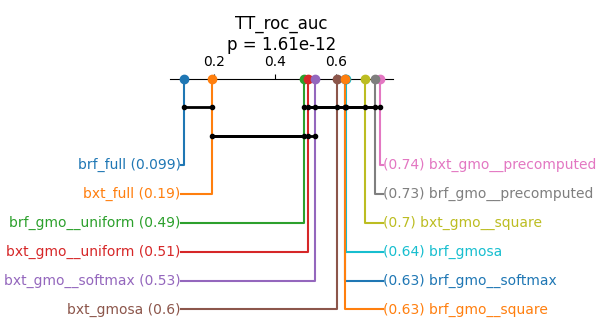 TT_roc_auc
p = 1.61e-12
0.2 0.4 0.6
brf_full (0.099)
(0.74) bxt_gmo__precomputed
bxt_full (0.19)
(0.73) brf_gmo__precomputed
brf_gmo__uniform (0.49)
(0.7) bxt_gmo__square
bxt_gmo__uniform (0.51)
(0.64) brf_gmosa
bxt_gmo__softmax (0.53)
(0.63) brf_gmo__softmax
bxt_gmosa (0.6)
(0.63) brf_gmo__square